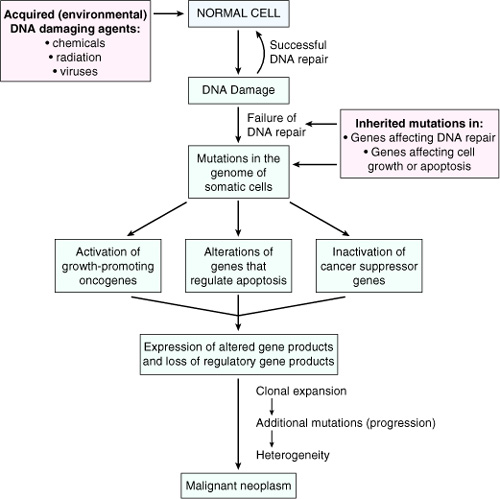 Acquired (environmental)
DNA damaging agents:
• chemicals
• radiation
• viruses
NORMAL CELL
Successful
DNA repair
DNA Damage
Failure of
DNA repair
Inherited mutations in:
• Genes affecting DNA repair
• Genes affecting cell
growth or apoptosis
Mutations in the
genome of
somatic cells
Activation of
growth-promoting
oncogenes
Alterations of
genes that
regulate apoptosis
Inactivation of
cancer suppressor
genes
Expression of altered gene products
and loss of regulatory gene products
Clonal expansion
Additional mutations (progression)
Heterogeneity
Malignant neoplasm